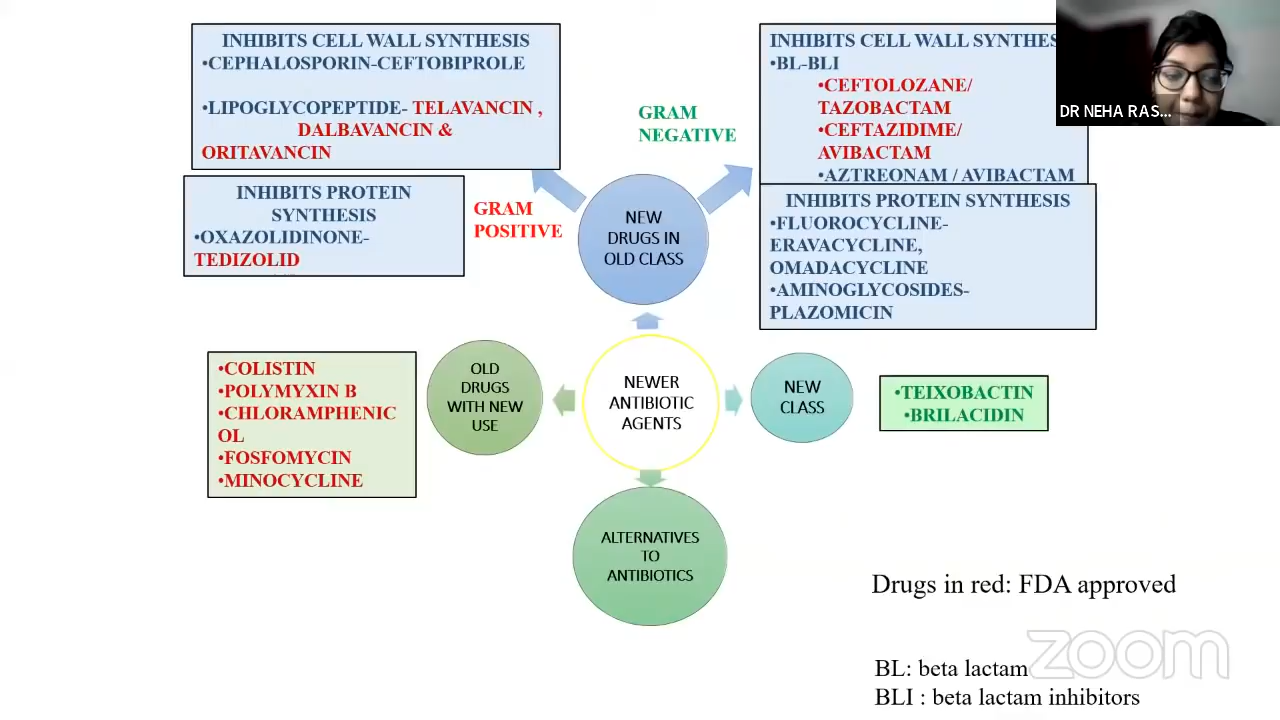 INHIBITS CELL WALL SYNTHESIS
•CEPHALOSPORIN-CEFTOBIPROLE
•LIPOGLYCOPEPTIDE- TELAVANCIN ,
DALBAVANCIN &
ORITAVANCIN
INHIBITS PROTEIN
SYNTHESIS
•OXAZOLIDINONE-
TEDIZOLID
GRAM
POSITIVE
GRAM
NEGATIVE
INHIBITS CELL WALL SYNTHES
•BL-BLI
•CEFTOLOZANE/
TAZOBACTAM
•CEFTAZIDIME/
AVIBACTAM
•AZTREONAM / AVIBACTAM
INHIBITS PROTEIN SYNTHESIS
•FLUOROCYCLINE-
ERAVACYCLINE,
OMADACYCLINE
•AMINOGLYCOSIDES-
PLAZOMICIN
DR NEHA RAS...
NEW
DRUGS IN
OLD CLASS
•COLISTIN
•POLYMYXIN B
•CHLORAMPHENIC
OL
•FOSFOMYCIN
•MINOCYCLINE
OLD
DRUGS
WITH NEW
USE
NEWER
ANTIBIOTIC
AGENTS
NEW
CLASS
•TEIXOBACTIN
•BRILACIDIN
ALTERNATIVES
TO
ANTIBIOTICS
Drugs in red: FDA approved
zoom
BL: beta lactam
BLI : beta lactam inhibitors